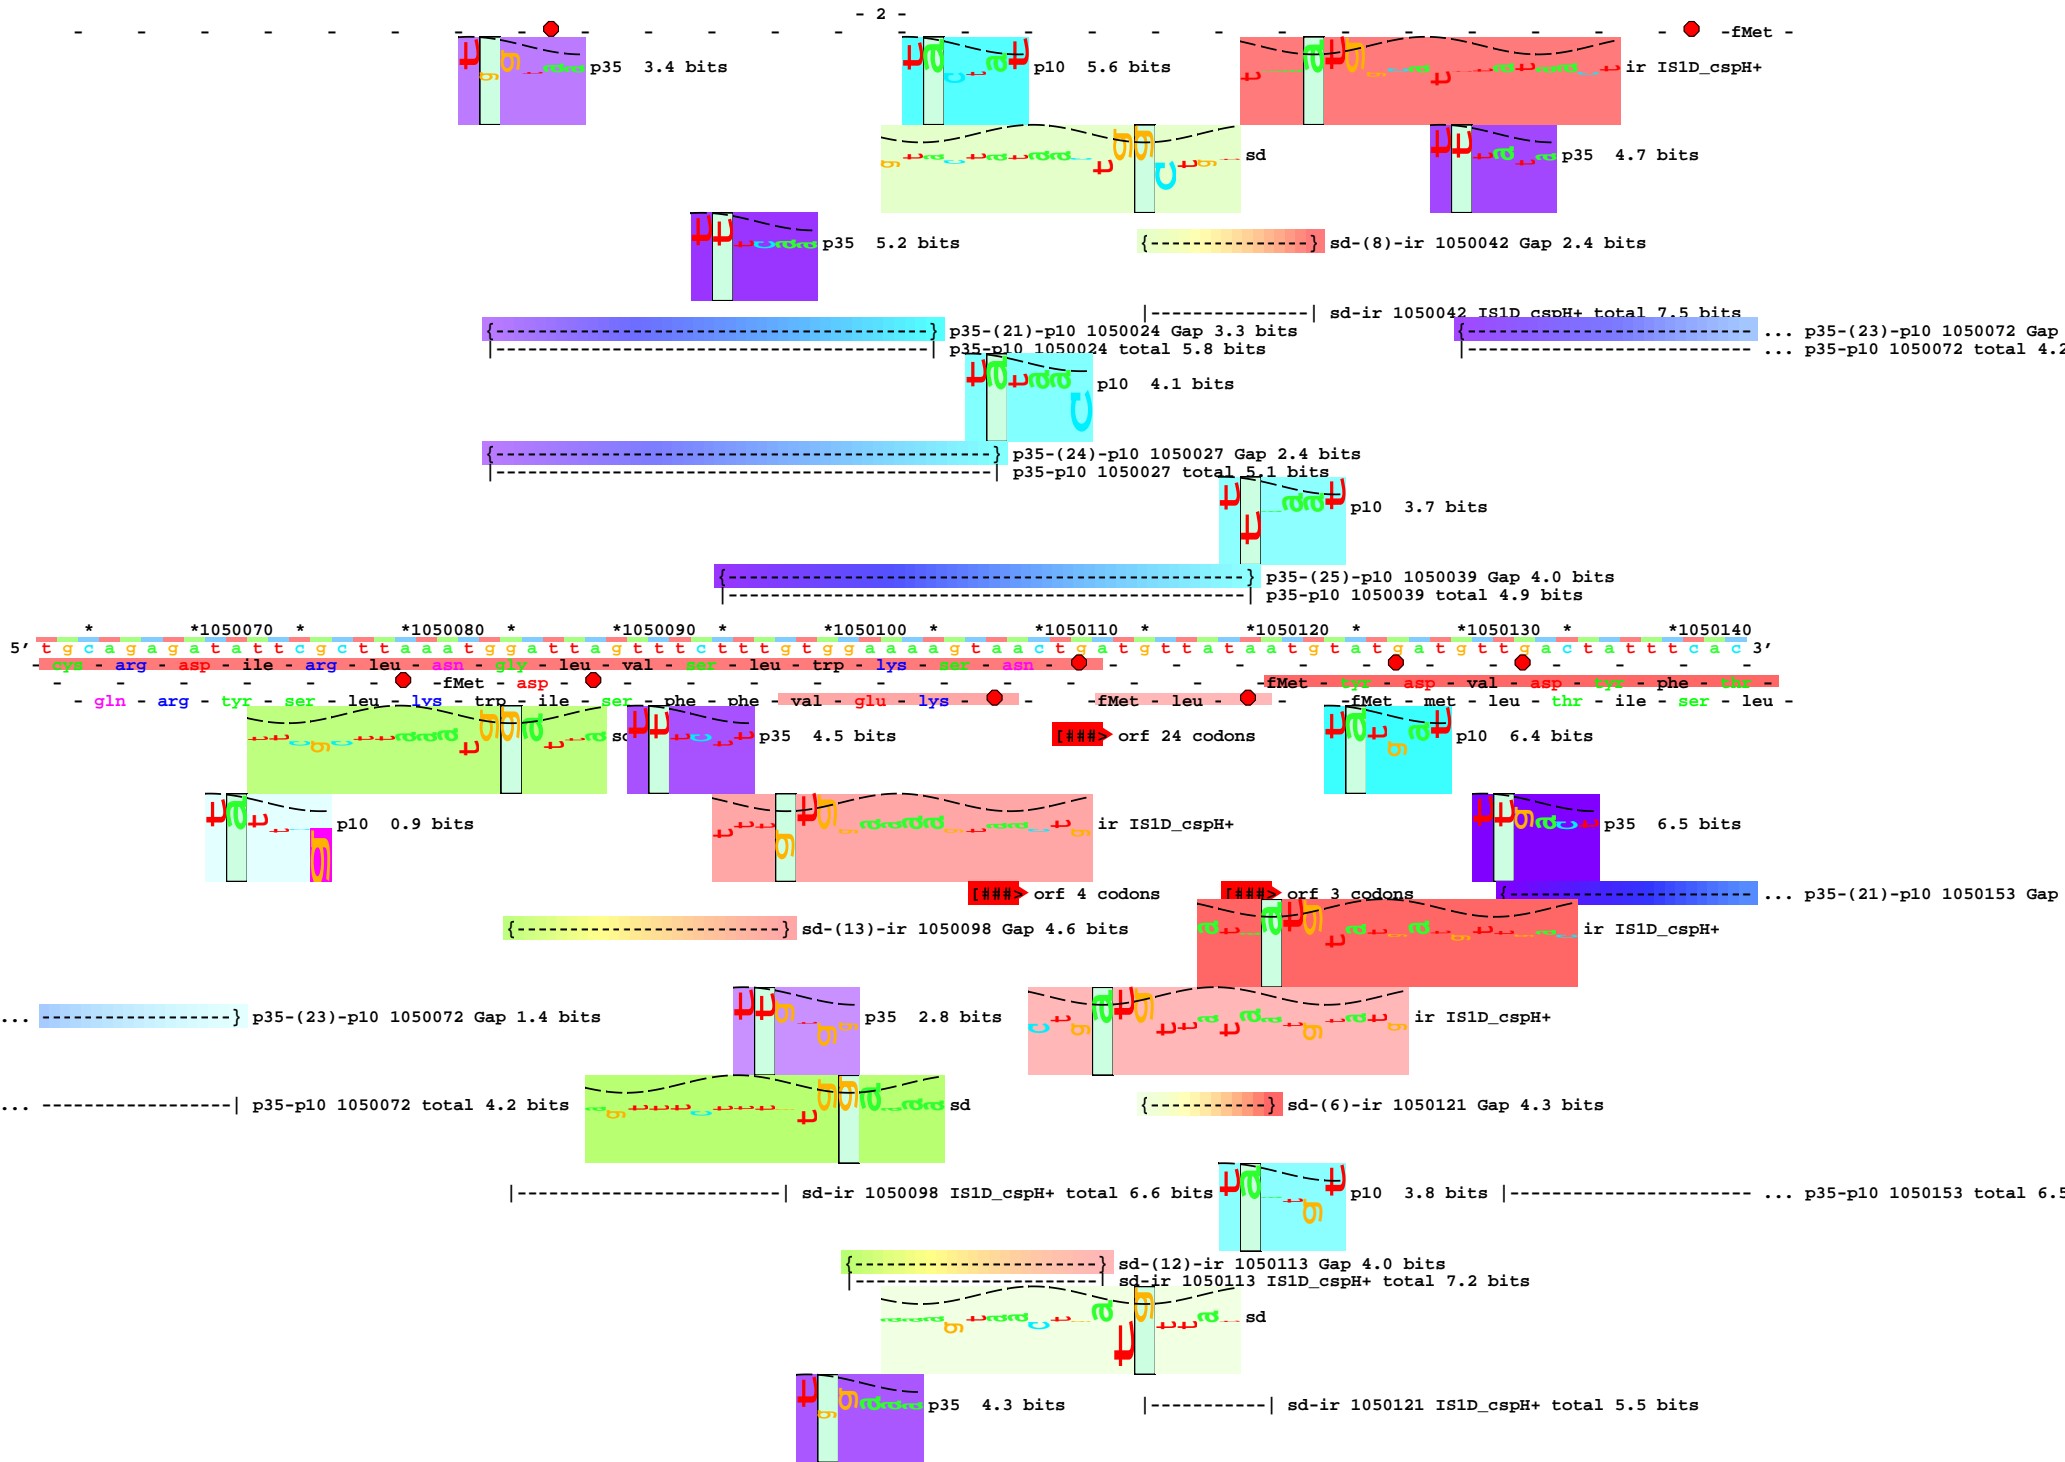 - 2 -
- - - - - - - - - - - - - - - - - - - - - - - - - - -fMet -
p35 3.4 bits
p10 5.6 bits
ir IS1D_cspH+
sd
p35 4.7 bits
p35 5.2 bits
{---------------} sd-(8)-ir 1050042 Gap 2.4 bits
|-------------| sd-ir 1050042 IS1D_cspH+ total 7.5 bits
{-----------------------------------} p35-(21)-p10 1050024 Gap 3.3 bits
{----------------------- ... p35-(23)-p10 1050072 Gap
|-----------------------------------| p35-p10 1050024 total 5.8 bits
|----------------------- ... p35-p10 1050072 total 4.2
p10 4.1 bits
{----------------------------------------} p35-(24)-p10 1050027 Gap 2.4 bits
|----------------------------------------| p35-p10 1050027 total 5.1 bits
p10 3.7 bits
{-----------------------------------------} p35-(25)-p10 1050039 Gap 4.0 bits
|-----------------------------------------| p35-p10 1050039 total 4.9 bits
* *1050070 * *1050080 * *1050090 * *1050100 * *1050110 * *1050120 * *1050130 * *1050140
5' t g c a g a g a t a t t c g c t t a a a t g g a t t a g t t t c t t t g t g g a a a a g t a a c t g a t g t t a t a a t g t a t g a t g t t g a c t a t t t c a c 3'
- cys - arg - asp - ile - arg - leu - asn - gly - leu - val - ser - leu - trp - lys - ser - asn -
-fMet - asp -
-fMet - tyr - asp - val - asp - tyr - phe - thr -
- gln - arg - tyr - ser - leu - lys - trp - ile - ser - phe - phe - val - glu - lys -
-fMet - leu -
-fMet - met - leu - thr - ile - ser - leu -
sd
p35 4.5 bits
[###> orf 24 codons
p10 6.4 bits
p10 0.9 bits
ir IS1D_cspH+
p35 6.5 bits
[###> orf 4 codons
[###> orf 3 codons
{-------------------- ... p35-(21)-p10 1050153 Gap
{---------------------} sd-(13)-ir 1050098 Gap 4.6 bits
ir IS1D_cspH+
... ---------------} p35-(23)-p10 1050072 Gap 1.4 bits
p35 2.8 bits
ir IS1D_cspH+
... ---------------| p35-p10 1050072 total 4.2 bits
sd
{---------} sd-(6)-ir 1050121 Gap 4.3 bits
|---------------------| sd-ir 1050098 IS1D_cspH+ total 6.6 bits
p10 3.8 bits
|------------------- ... p35-p10 1050153 total 6.5
{-------------------} sd-(12)-ir 1050113 Gap 4.0 bits
|-------------------| sd-ir 1050113 IS1D_cspH+ total 7.2 bits
sd
p35 4.3 bits
|---------| sd-ir 1050121 IS1D_cspH+ total 5.5 bits